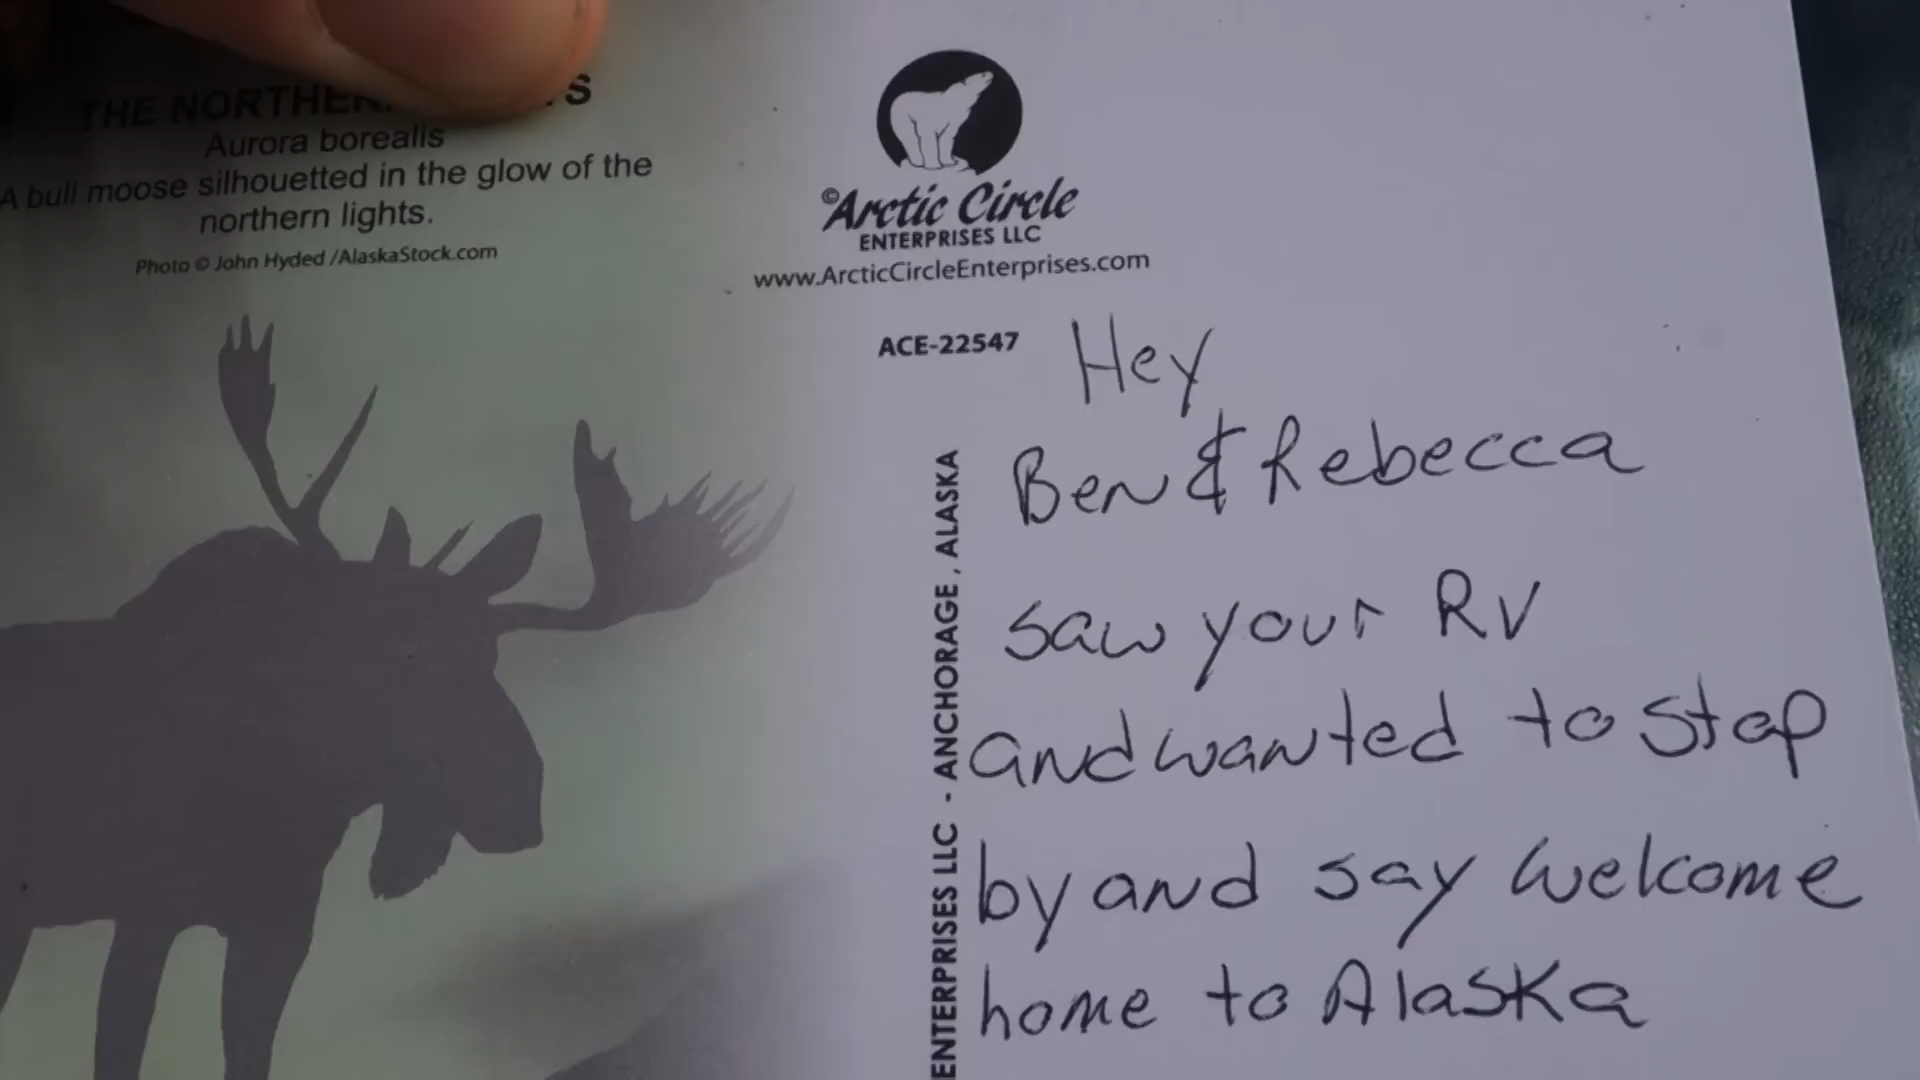 THE NORTHERN
Aurora borealis
A bull moose silhouetted in the glow of the
northern lights.
Photo © John Hyded /AlaskaStock.com
©Arctic Circle
ENTERPRISES LLC
www.ArcticCircleEnterprises.com
ACE-22547
ENTERPRISES LLC - ANCHORAGE, ALASKA
Hey
Ben & Rebecca
saw your RV
and wanted to stop
by and say welcome
home to Alaska